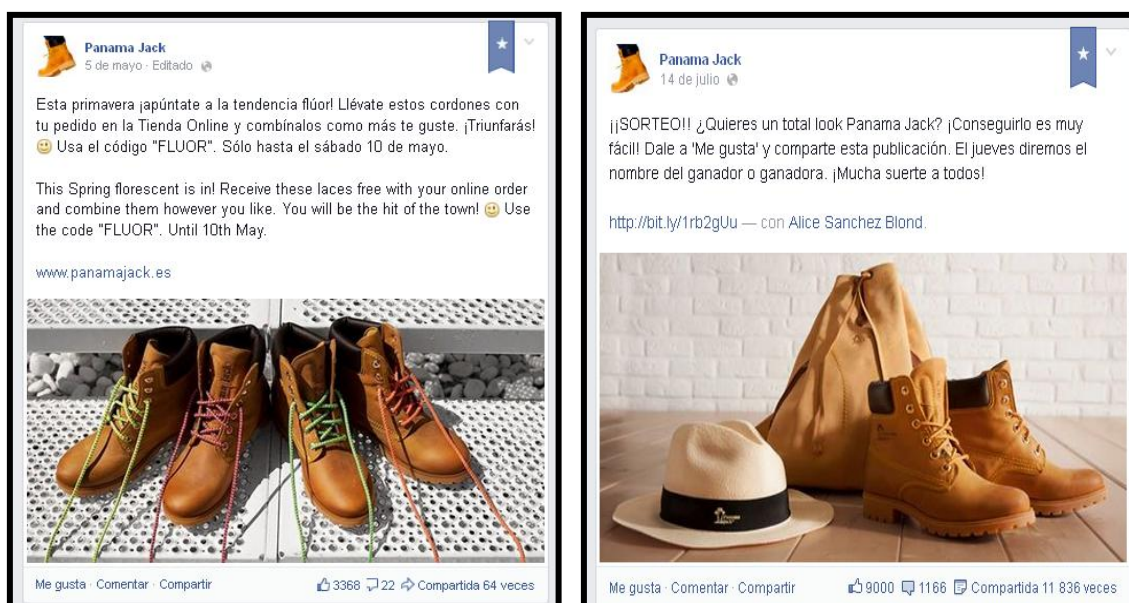 Panama Jack
5 de mayo · Editado
Esta primavera ¡apúntate a la tendencia flúor! Llévate estos cordones con
tu pedido en la Tienda Online y combínalos como más te guste. ¡Triunfarás!
Usa el código "FLUOR". Sólo hasta el sábado 10 de mayo.
This Spring florescent is in! Receive these laces free with your online order
and combine them however you like. You will be the hit of the town! Use
the code "FLUOR". Until 10th May.
www.panamajack.es
Me gusta · Comentar · Compartir 3368 22 Compartida 64 veces
Panama Jack
14 de julio
¡¡SORTEO!! ¿Quieres un total look Panama Jack? ¡Conseguirlo es muy
fácil! Dale a 'Me gusta' y comparte esta publicación. El jueves diremos el
nombre del ganador o ganadora. ¡Mucha suerte a todos!
http://bit.ly/1rb2gUu — con Alice Sanchez Blond.
Me gusta · Comentar · Compartir 9000 1166 Compartida 11 836 veces